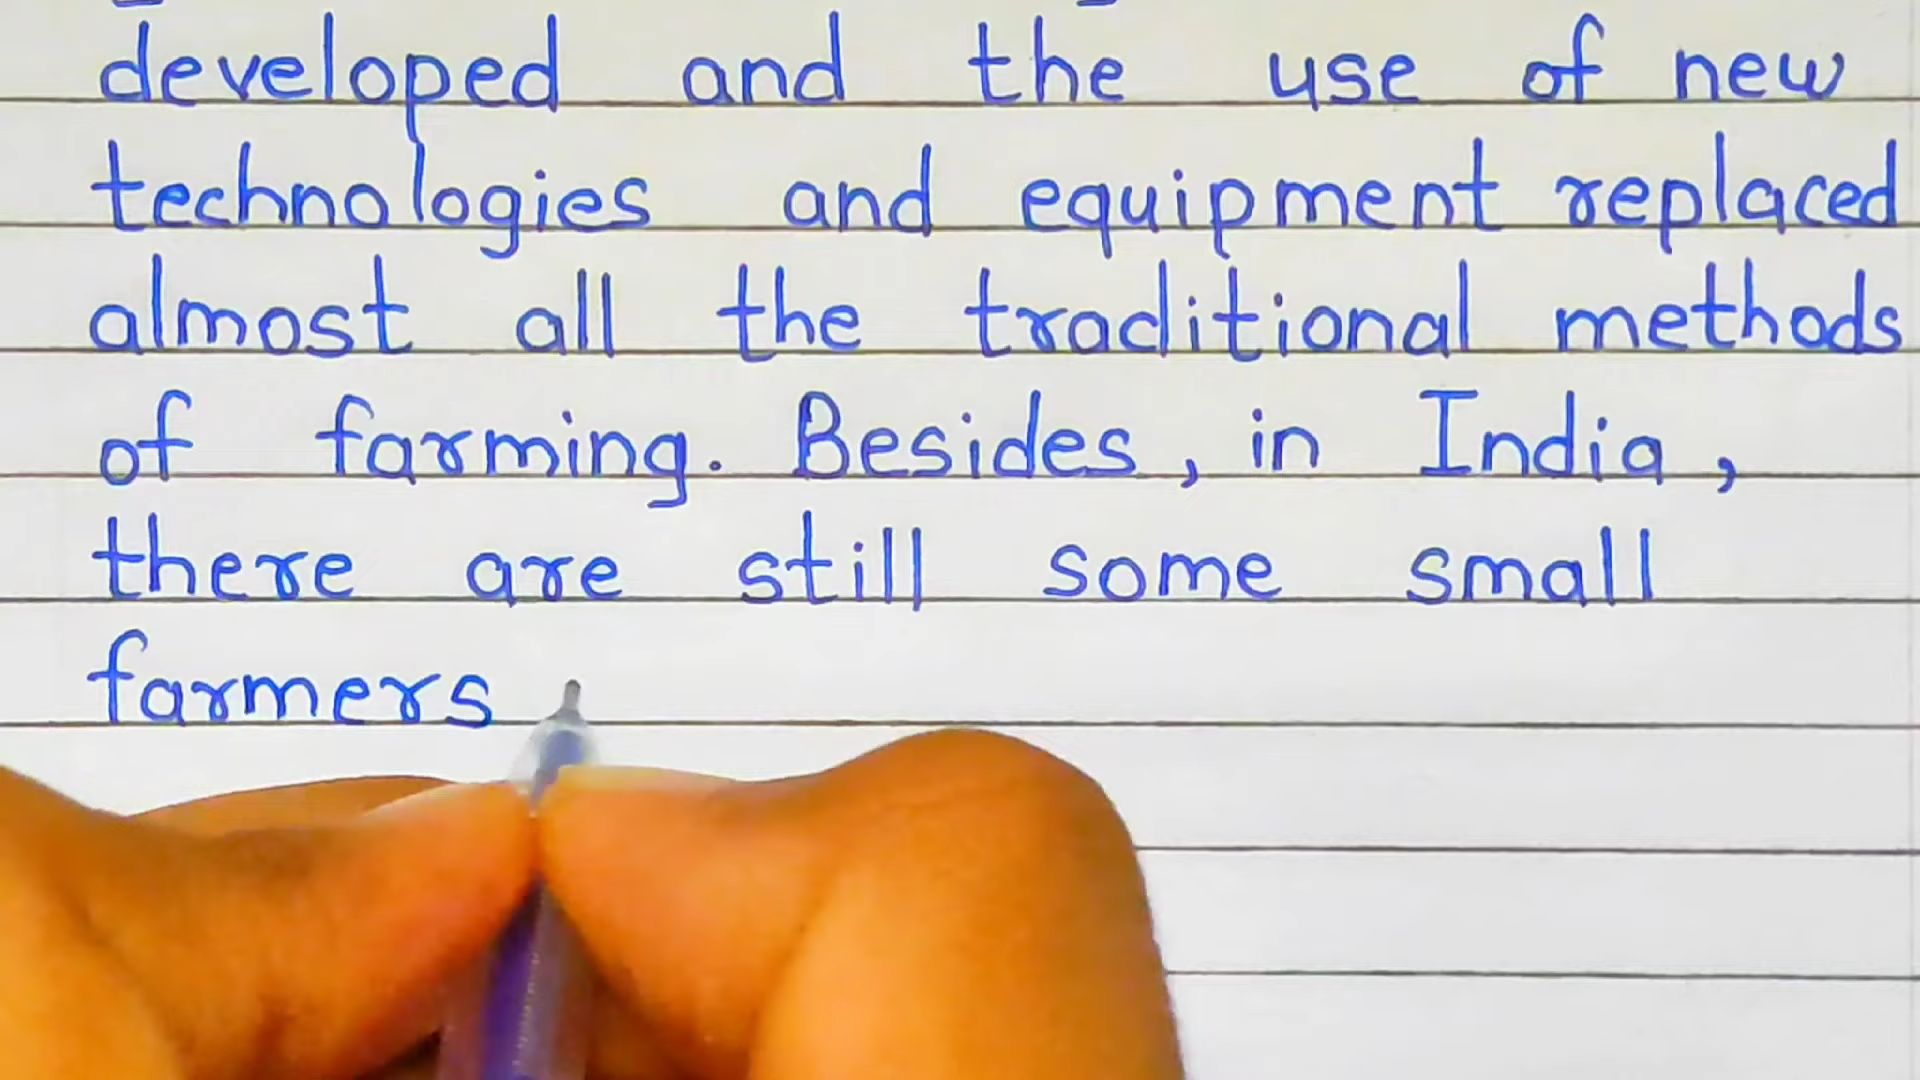 developed and the use of new
technologies and equipment replaced
almost all the traditional methods
of farming. Besides, in India,
there are still some small
farmers